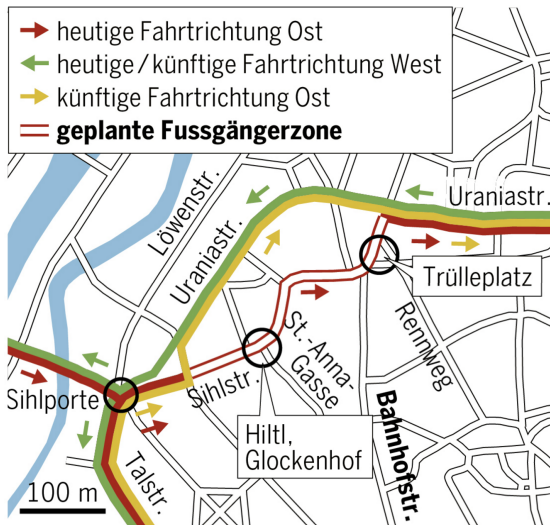 heutige Fahrtrichtung Ost
heutige/künftige Fahrtrichtung West
künftige Fahrtrichtung Ost
geplante Fussgängerzone
Uraniastr.
Löwenstr.
Uraniastr.
Trülleplatz
Rennweg
St.-Anna-
Gasse
Sihlstr.
Sihlporte
Bahnhofstr.
Hiltl,
Glockenhof
Talstr.
100 m